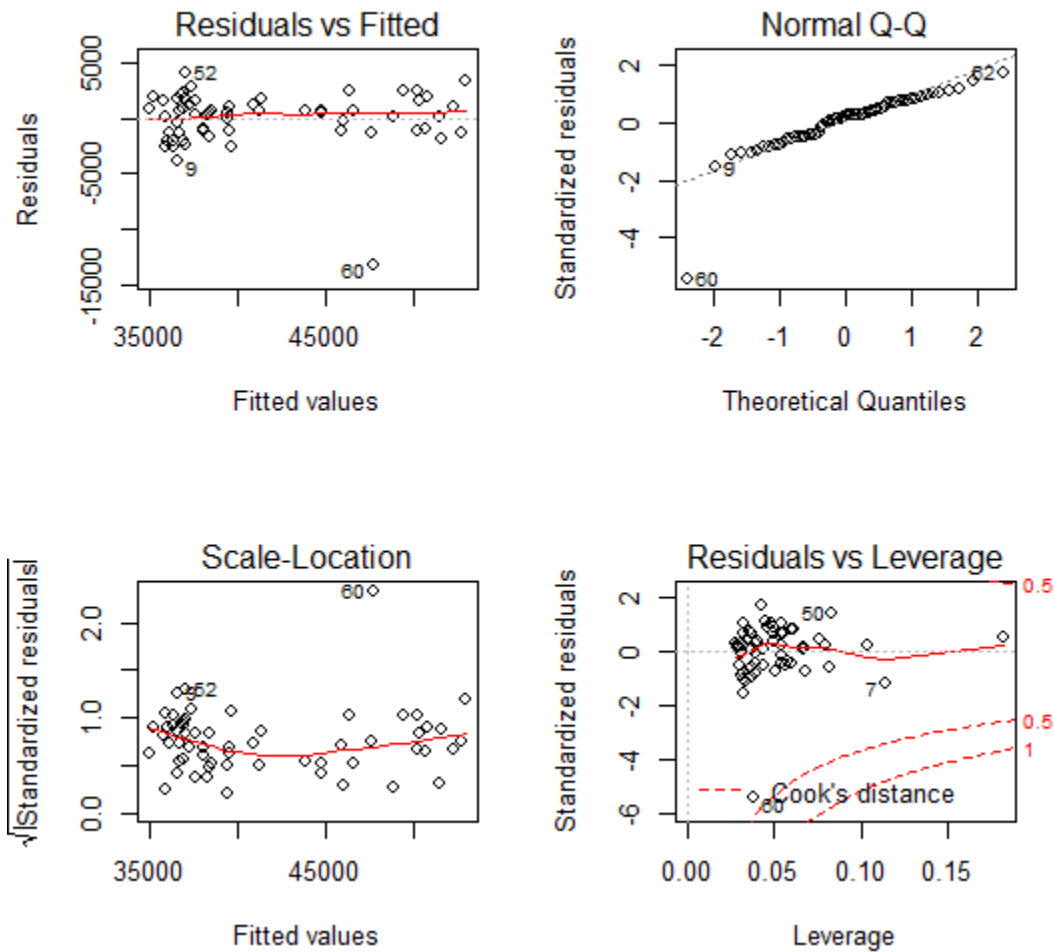 Residuals vs Fitted
Residuals
5000
-5000
-15000
52
9
60
35000 45000
Fitted values
Normal Q-Q
Standardized residuals
2
0
-2
-4
52
9
60
-2 -1 0 1 2
Theoretical Quantiles
Scale-Location
√|Standardized residuals|
2.0
1.0
0.0
60
9
52
35000 45000
Fitted values
Residuals vs Leverage
Standardized residuals
2
0
-2
-4
-6
50
7
60
Cook's distance
0.5
0.5
1
0.00 0.05 0.10 0.15
Leverage